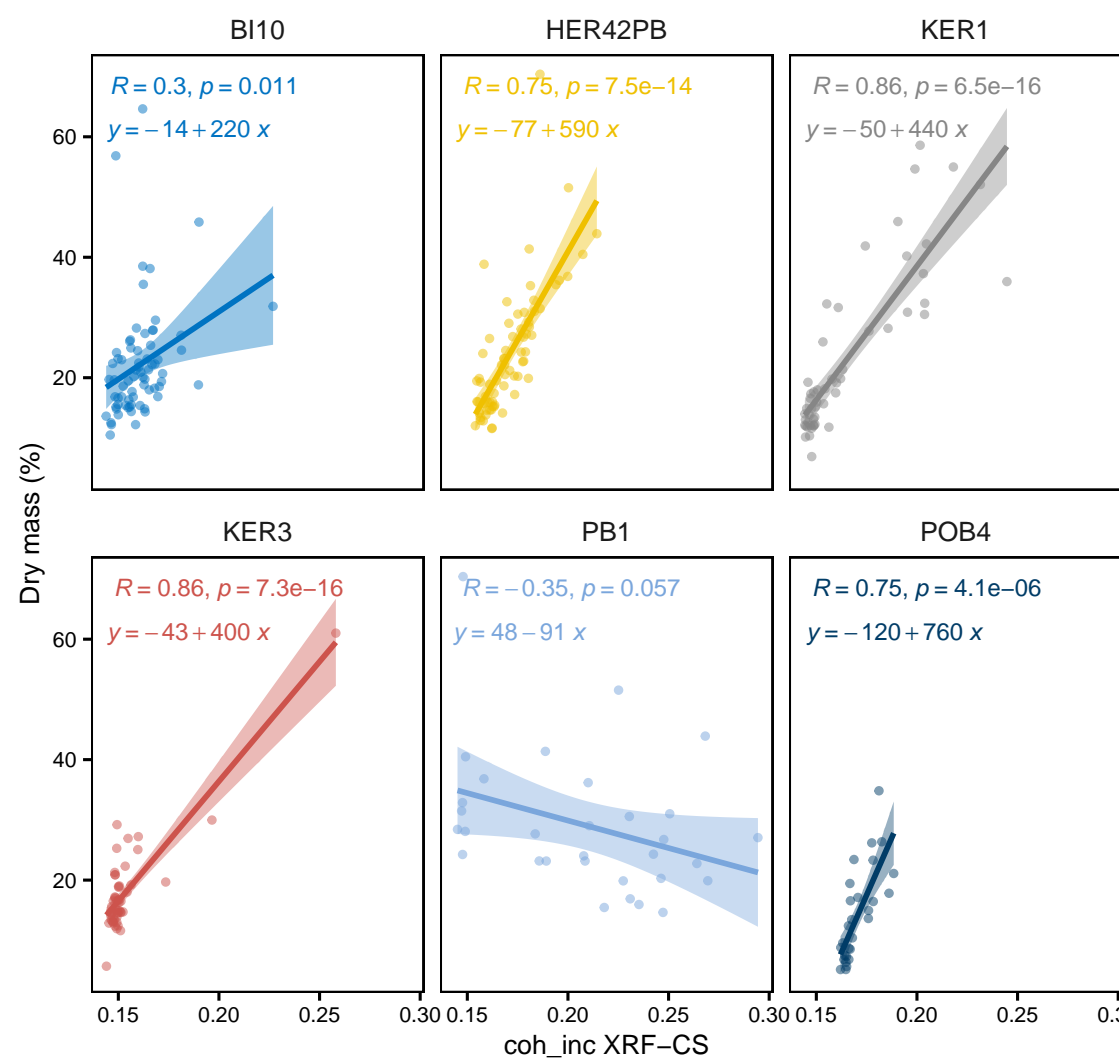 BI10
HER42PB
KER1
R = 0.3, p = 0.011
y = −14 + 220 x
R = 0.75, p = 7.5e−14
y = −77 + 590 x
R = 0.86, p = 6.5e−16
y = −50 + 440 x
60
40
20
Dry mass (%)
KER3
PB1
POB4
R = 0.86, p = 7.3e−16
y = −43 + 400 x
R = −0.35, p = 0.057
y = 48 − 91 x
R = 0.75, p = 4.1e−06
y = −120 + 760 x
60
40
20
0.15 0.20 0.25 0.30 0.15 0.20 0.25 0.30 0.15 0.20 0.25
coh_inc XRF−CS